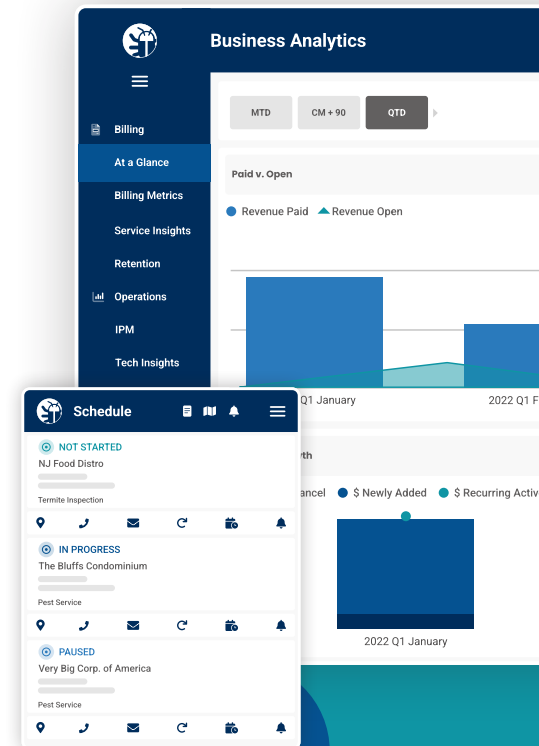 Business Analytics
Billing
At a Glance
Billing Metrics
Service Insights
Retention
Operations
IPM
Tech Insights
MTD
CM + 90
QTD
Paid v. Open
Revenue Paid
Revenue Open
Q1 January
2022 Q1 F
$ Newly Added
$ Recurring Activ
2022 Q1 January
Schedule
NOT STARTED
NJ Food Distro
Termite Inspection
IN PROGRESS
The Bluffs Condominium
Pest Service
PAUSED
Very Big Corp. of America
Pest Service